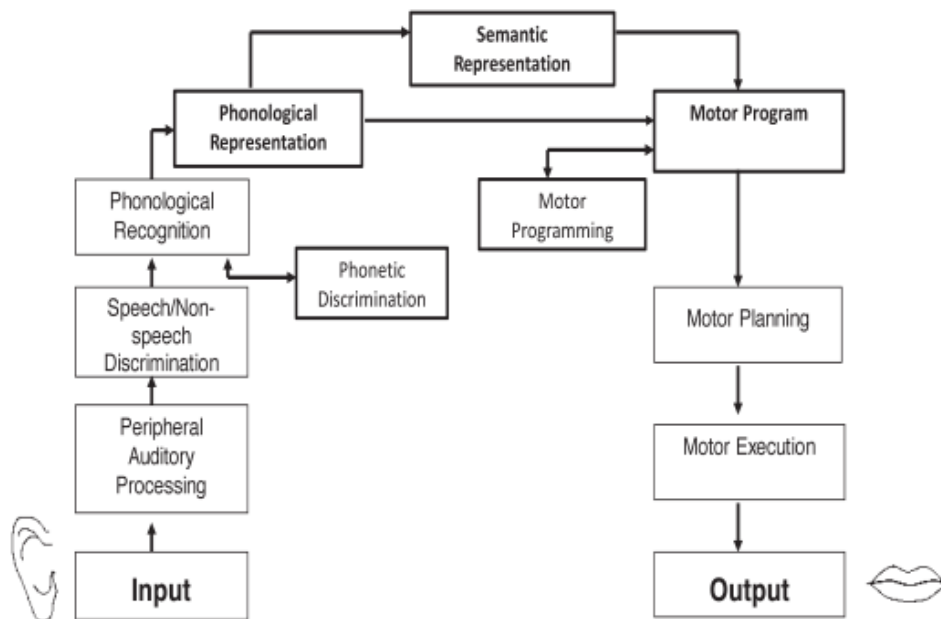 Semantic
Representation
Phonological
Representation
Motor Program
Phonological
Recognition
Motor
Programming
Phonetic
Discrimination
Speech/Non-
speech
Discrimination
Motor Planning
Peripheral
Auditory
Processing
Motor Execution
Input
Output